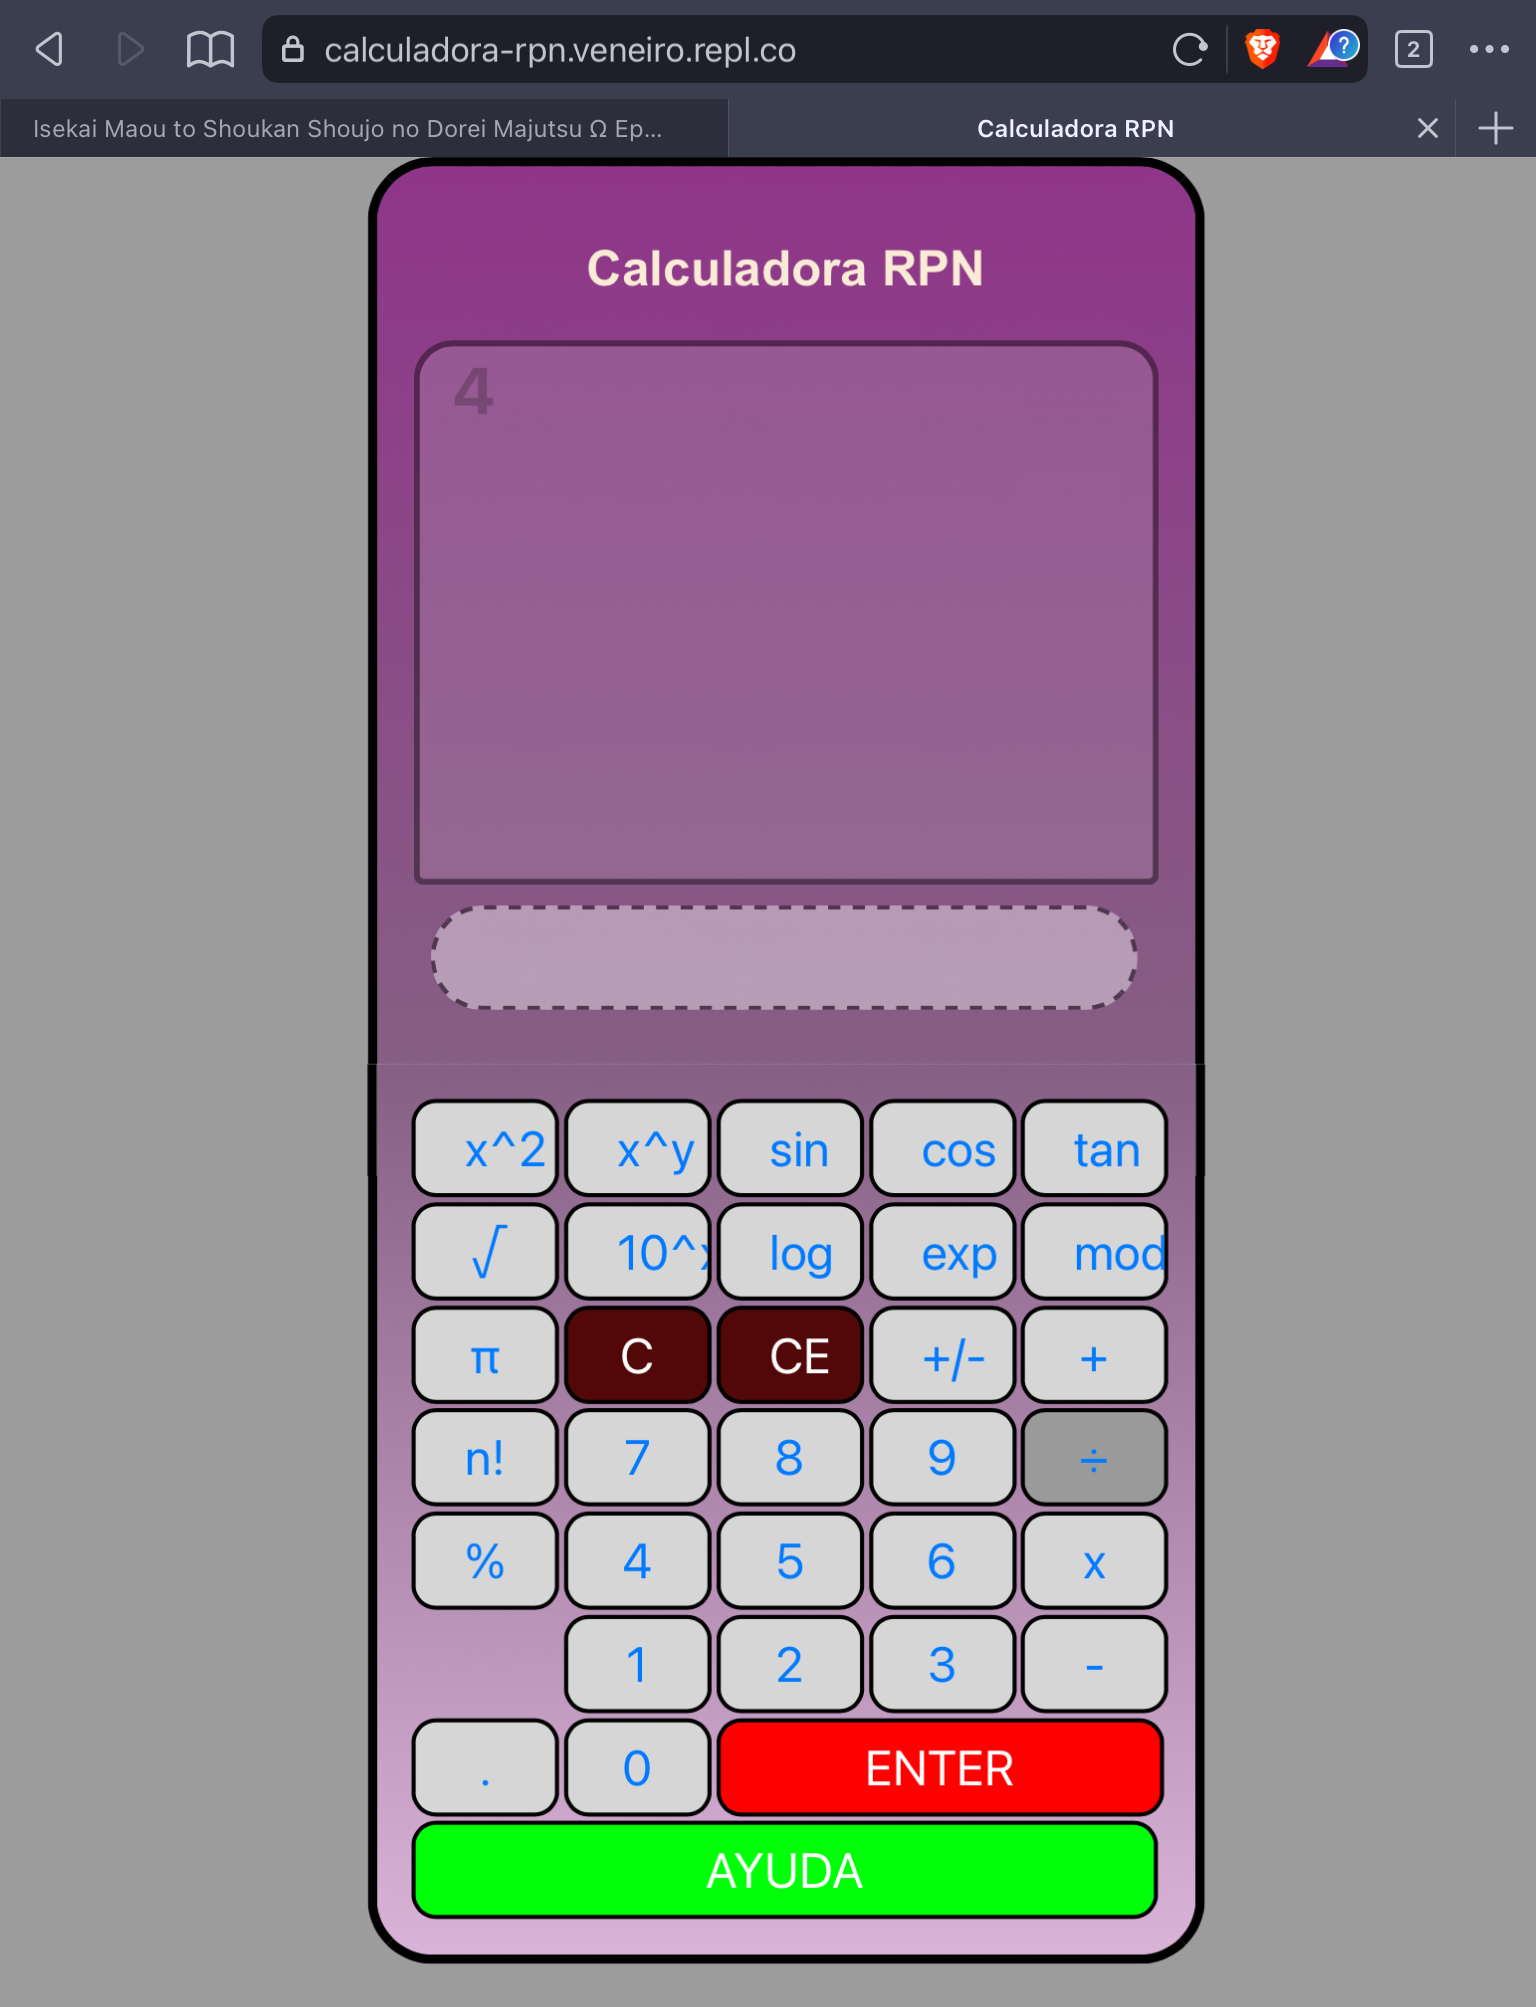 calculadora-rpn.veneiro.repl.co
?
2
Isekai Maou to Shoukan Shoujo no Dorei Majutsu Ω Ep...
Calculadora RPN
Calculadora RPN
4
x^2 x^y sin cos tan
√ 10^x log exp mod
π C CE +/- +
n! 7 8 9 ÷
% 4 5 6 x
1 2 3 -
. 0 ENTER
AYUDA